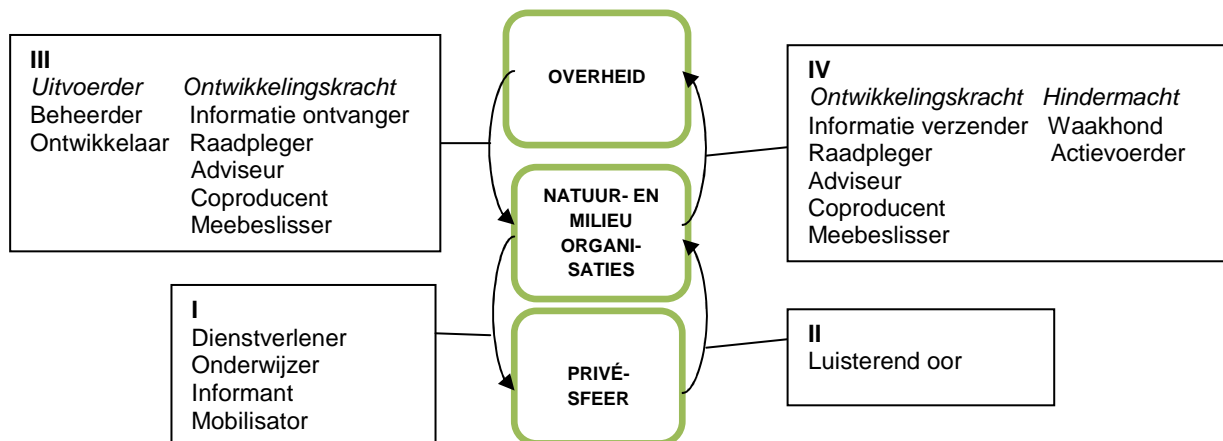 III
Uitvoerder Ontwikkelingskracht
Beheerder Informatie ontvanger
Ontwikkelaar Raadpleger
Adviseur
Coproducent
Meebeslisser
OVERHEID
IV
Ontwikkelingskracht Hindermacht
Informatie verzender Waakhond
Raadpleger Actievoerder
Adviseur
Coproducent
Meebeslisser
NATUUR- EN
MILIEU
ORGANI-
SATIES
I
Dienstverlener
Onderwijzer
Informant
Mobilisator
PRIVÉ-
SFEER
II
Luisterend oor